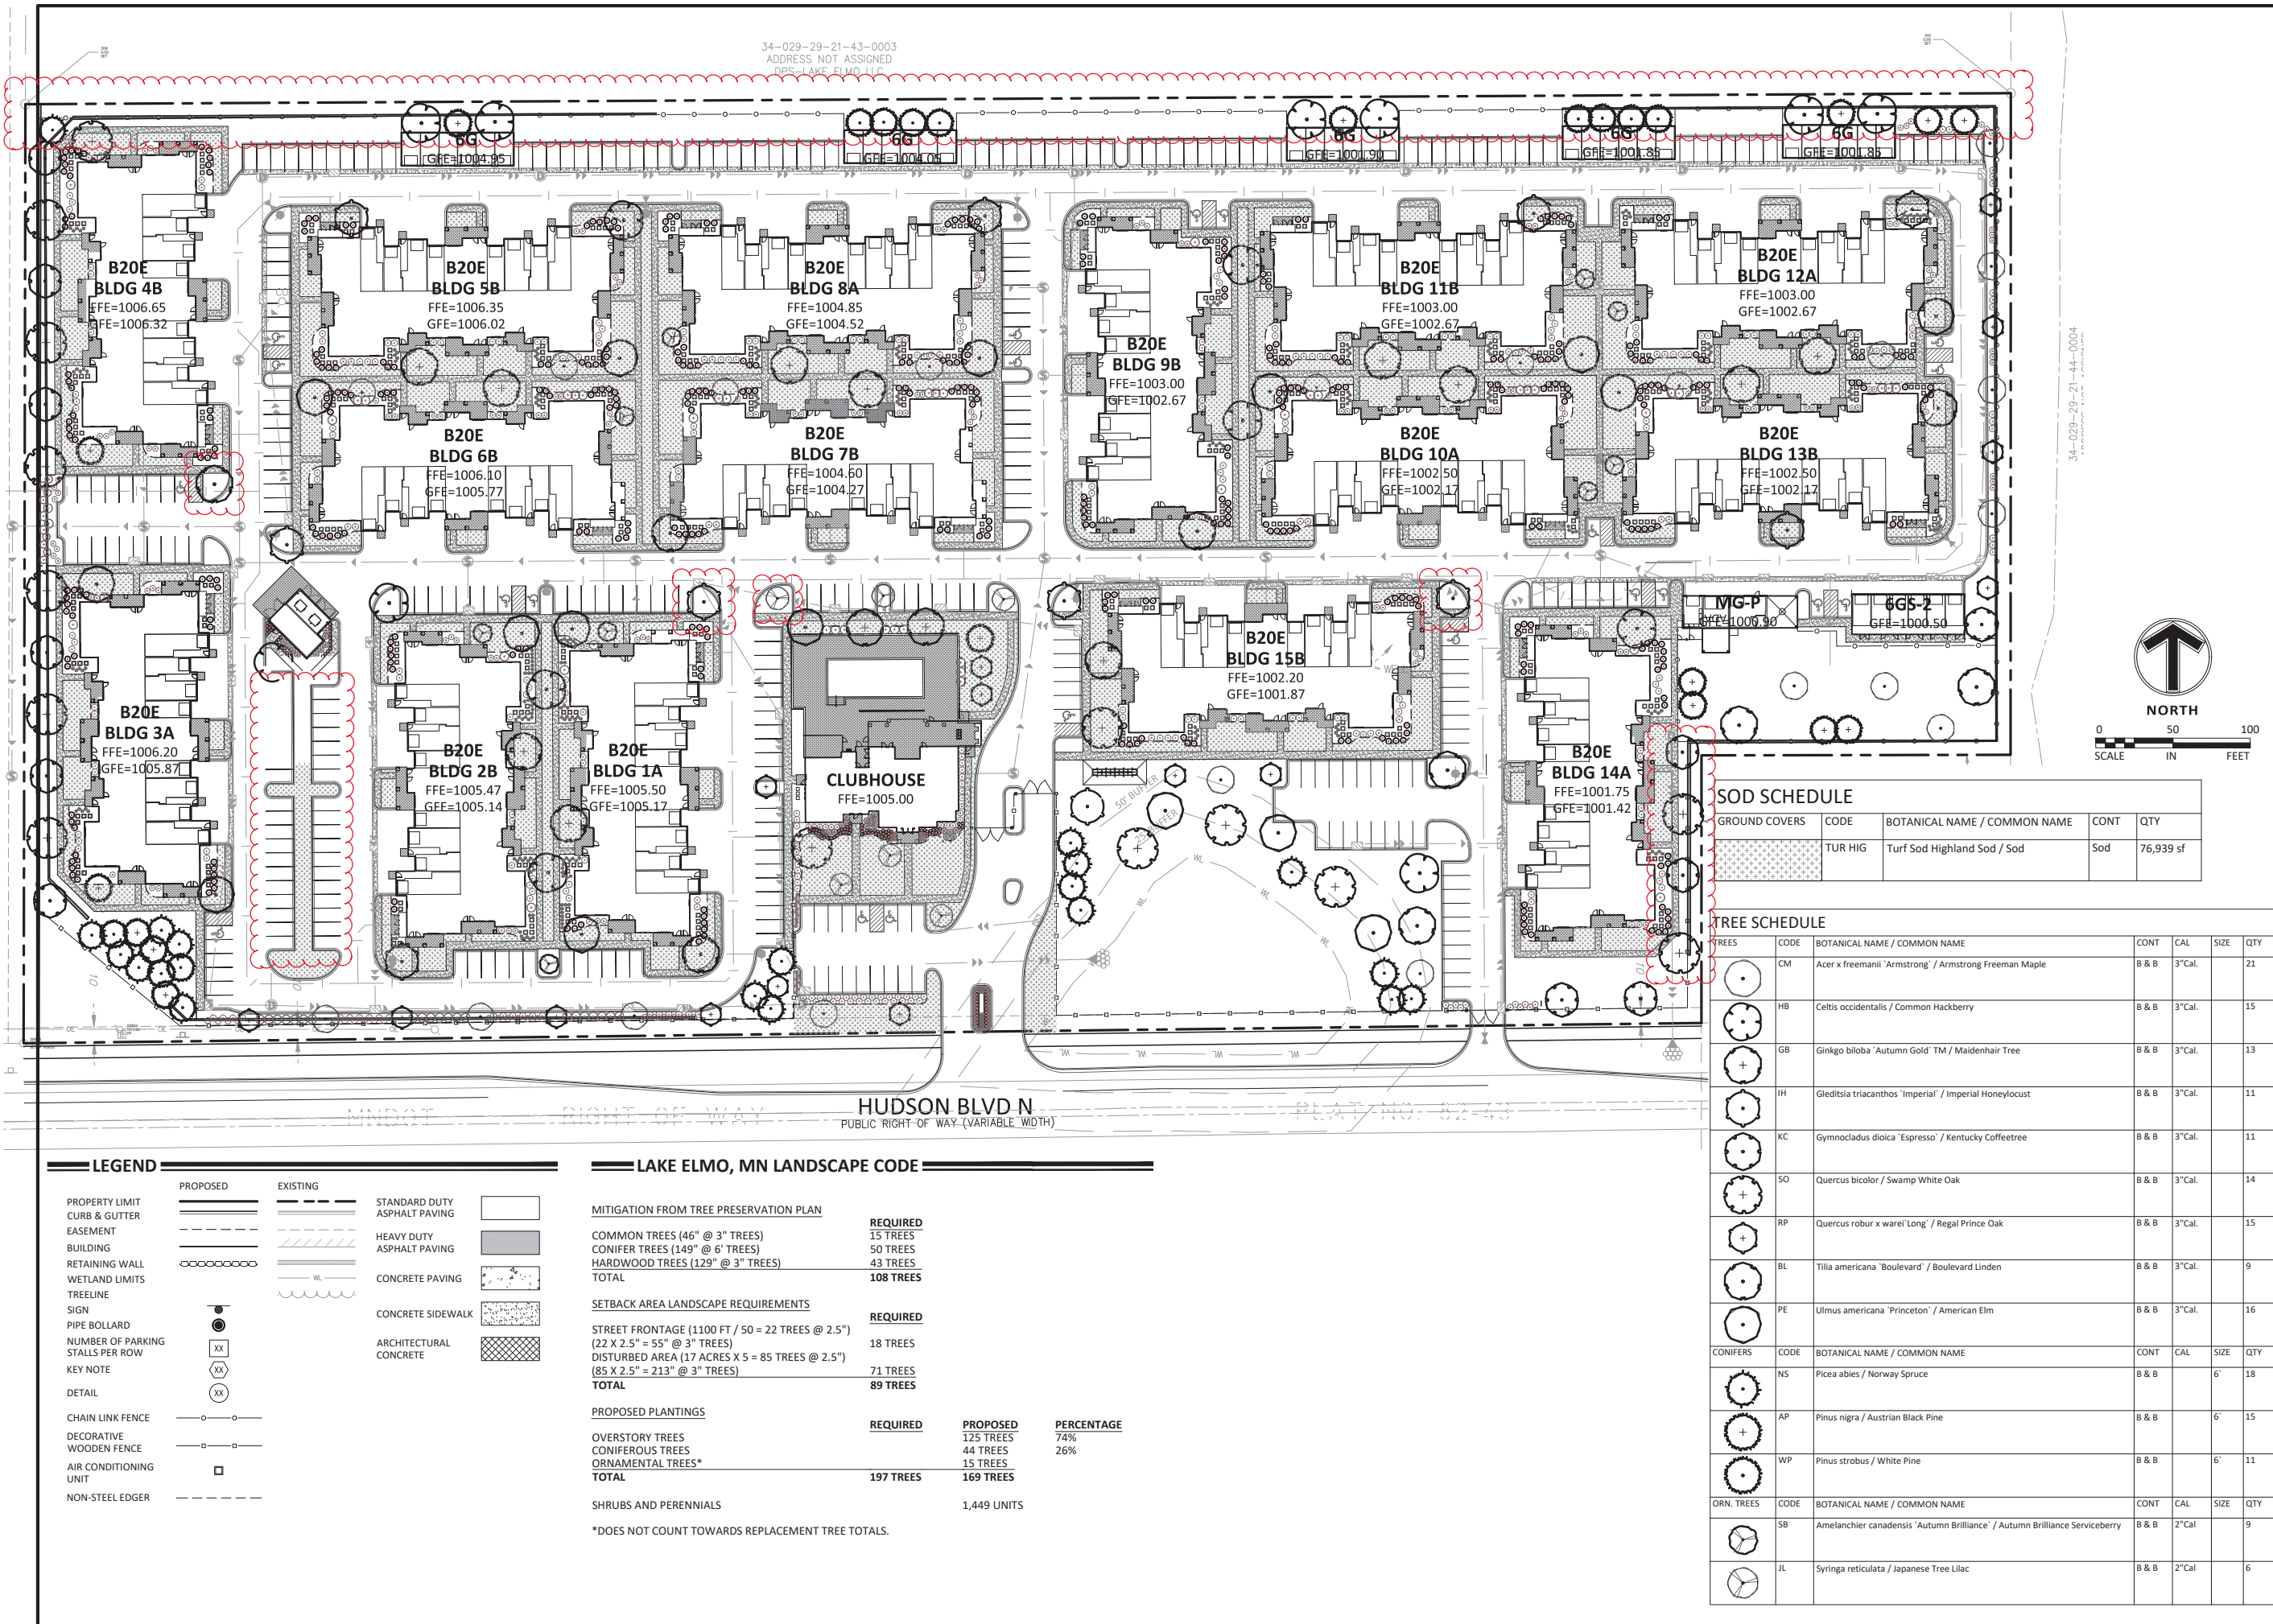 34-029-29-21-43-0003
ADDRESS NOT ASSIGNED
DPS-LAKE ELMO LLC
6G
GFE=1004.95
6G
GFE=1004.05
6G
GFE=1001.90
6G
GFE=1001.85
6G
GFE=1001.85
B20E
BLDG 4B
FFE=1006.65
GFE=1006.32
B20E
BLDG 5B
FFE=1006.35
GFE=1006.02
B20E
BLDG 8A
FFE=1004.85
GFE=1004.52
B20E
BLDG 9B
FFE=1003.00
GFE=1002.67
B20E
BLDG 11B
FFE=1003.00
GFE=1002.67
B20E
BLDG 12A
FFE=1003.00
GFE=1002.67
34-029-29-21-44-0004
B20E
BLDG 6B
FFE=1006.10
GFE=1005.77
B20E
BLDG 7B
FFE=1004.60
GFE=1004.27
B20E
BLDG 10A
FFE=1002.50
GFE=1002.17
B20E
BLDG 13B
FFE=1002.50
GFE=1002.17
B20E
BLDG 3A
FFE=1006.20
GFE=1005.87
B20E
BLDG 2B
FFE=1005.47
GFE=1005.14
B20E
BLDG 1A
FFE=1005.50
GFE=1005.17
CLUBHOUSE
FFE=1005.00
B20E
BLDG 15B
FFE=1002.20
GFE=1001.87
B20E
BLDG 14A
FFE=1001.75
GFE=1001.42
MG-P
GFE=1000.90
6GS-2
GFE=1000.50
50' BUFFER
25' BUFFER
WL
WL
WL
WL
NORTH
0 50 100
SCALE IN FEET
SOD SCHEDULE
GROUND COVERS CODE BOTANICAL NAME / COMMON NAME CONT QTY
TUR HIG Turf Sod Highland Sod / Sod Sod 76,939 sf
TREE SCHEDULE
TREES CODE BOTANICAL NAME / COMMON NAME CONT CAL SIZE QTY
CM Acer x freemanii `Armstrong` / Armstrong Freeman Maple B & B 3"Cal. 21
HB Celtis occidentalis / Common Hackberry B & B 3"Cal. 15
GB Ginkgo biloba `Autumn Gold` TM / Maidenhair Tree B & B 3"Cal. 13
IH Gleditsia triacanthos `Imperial` / Imperial Honeylocust B & B 3"Cal. 11
KC Gymnocladus dioica `Espresso` / Kentucky Coffeetree B & B 3"Cal. 11
SO Quercus bicolor / Swamp White Oak B & B 3"Cal. 14
RP Quercus robur x warei`Long` / Regal Prince Oak B & B 3"Cal. 15
BL Tilia americana `Boulevard` / Boulevard Linden B & B 3"Cal. 9
PE Ulmus americana `Princeton` / American Elm B & B 3"Cal. 16
CONIFERS CODE BOTANICAL NAME / COMMON NAME CONT CAL SIZE QTY
NS Picea abies / Norway Spruce B & B 6` 18
AP Pinus nigra / Austrian Black Pine B & B 6` 15
WP Pinus strobus / White Pine B & B 6` 11
ORN. TREES CODE BOTANICAL NAME / COMMON NAME CONT CAL SIZE QTY
SB Amelanchier canadensis `Autumn Brilliance` / Autumn Brilliance Serviceberry B & B 2"Cal 9
JL Syringa reticulata / Japanese Tree Lilac B & B 2"Cal 6
MNDOT RIGHT OF WAY PLAT NO. 82-43
HUDSON BLVD N
PUBLIC RIGHT OF WAY (VARIABLE WIDTH)
LEGEND
PROPOSED EXISTING
PROPERTY LIMIT
CURB & GUTTER
EASEMENT
BUILDING
RETAINING WALL
WETLAND LIMITS WL
TREELINE
SIGN
PIPE BOLLARD
NUMBER OF PARKING
STALLS PER ROW XX
KEY NOTE XX
DETAIL XX
CHAIN LINK FENCE
DECORATIVE
WOODEN FENCE
AIR CONDITIONING
UNIT
NON-STEEL EDGER
STANDARD DUTY
ASPHALT PAVING
HEAVY DUTY
ASPHALT PAVING
CONCRETE PAVING
CONCRETE SIDEWALK
ARCHITECTURAL
CONCRETE
LAKE ELMO, MN LANDSCAPE CODE
MITIGATION FROM TREE PRESERVATION PLAN
REQUIRED
COMMON TREES (46" @ 3" TREES) 15 TREES
CONIFER TREES (149" @ 6' TREES) 50 TREES
HARDWOOD TREES (129" @ 3" TREES) 43 TREES
TOTAL 108 TREES
SETBACK AREA LANDSCAPE REQUIREMENTS
REQUIRED
STREET FRONTAGE (1100 FT / 50 = 22 TREES @ 2.5")
(22 X 2.5" = 55" @ 3" TREES) 18 TREES
DISTURBED AREA (17 ACRES X 5 = 85 TREES @ 2.5")
(85 X 2.5" = 213" @ 3" TREES) 71 TREES
TOTAL 89 TREES
PROPOSED PLANTINGS
REQUIRED PROPOSED PERCENTAGE
OVERSTORY TREES 125 TREES 74%
CONIFEROUS TREES 44 TREES 26%
ORNAMENTAL TREES* 15 TREES
TOTAL 197 TREES 169 TREES
SHRUBS AND PERENNIALS 1,449 UNITS
*DOES NOT COUNT TOWARDS REPLACEMENT TREE TOTALS.